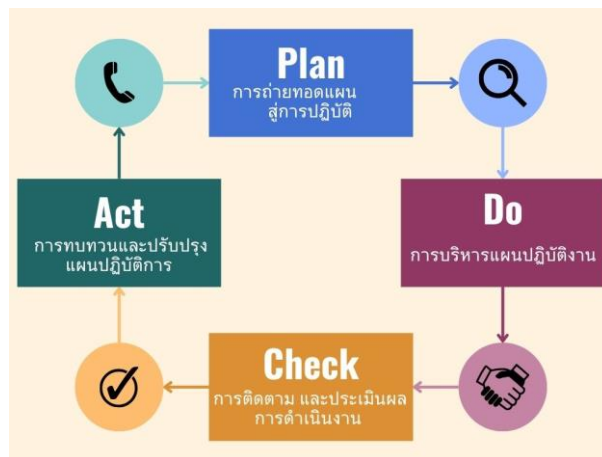 Plan
การถ่ายทอดแผน
สู่การปฏิบัติ
Do
การบริหารแผนปฏิบัติงาน
Check
การติดตาม และประเมินผล
การดำเนินงาน
Act
การทบทวนและปรับปรุง
แผนปฏิบัติการ